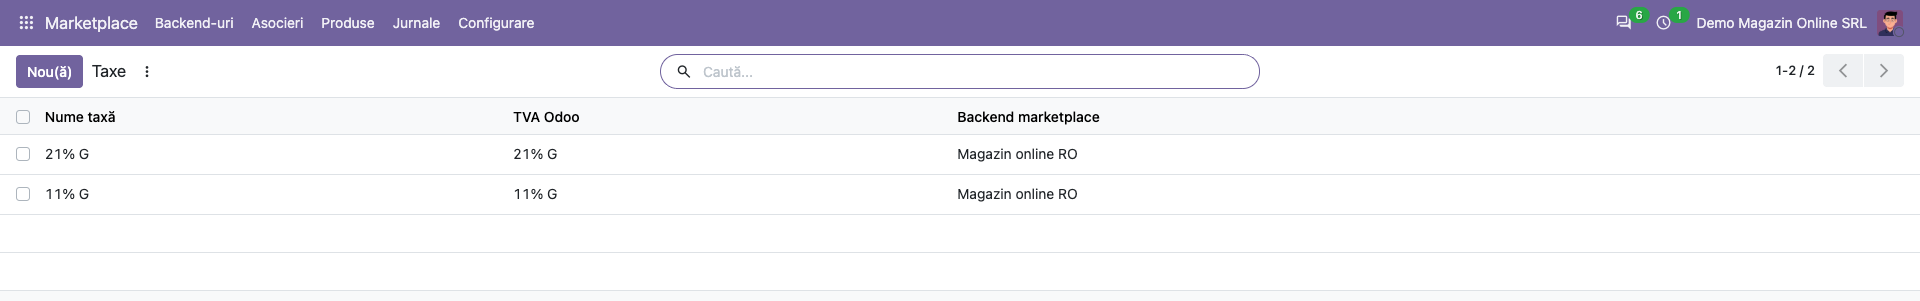 Marketplace Backend-uri Asocieri Produse Jurnale Configurare 6 1 Demo Magazin Online SRL
Nou(ă) Taxe Caută... 1-2 / 2
Nume taxă TVA Odoo Backend marketplace
21% G 21% G Magazin online RO
11% G 11% G Magazin online RO